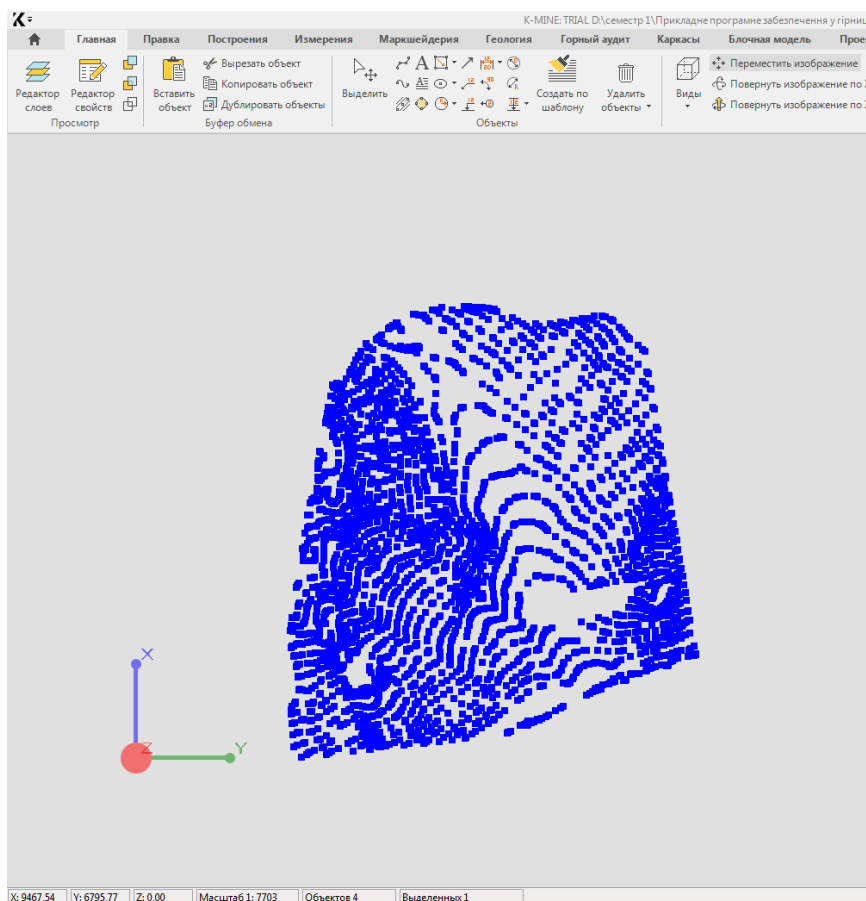 K-MINE: TRIAL D:\семестр 1\Прикладне програмне забезпечення у гірниц
Главная Правка Построения Измерения Маркшейдерия Геология Горный аудит Каркасы Блочная модель Прое
Редактор слоев
Редактор свойств
Просмотр
Вставить объект
Вырезать объект
Копировать объект
Дублировать объекты
Буфер обмена
Выделить
Создать по шаблону
Удалить объекты
Объекты
Виды
Переместить изображение
Повернуть изображение по
Повернуть изображение по
X
Z
Y
X: 9467.54 Y: 6795.77 Z: 0.00 Масштаб 1: 7703 Объектов 4 Выделенных 1